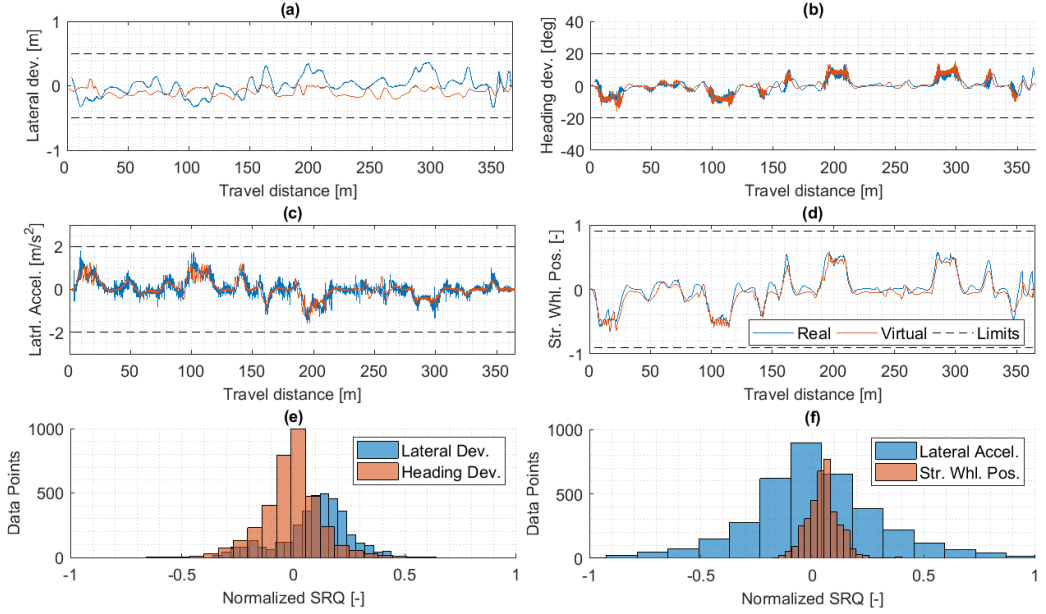 (a)
1
0
-1
Lateral dev. [m]
0 50 100 150 200 250 300 350
Travel distance [m]
(b)
40
20
0
-20
-40
Heading dev. [deg]
0 50 100 150 200 250 300 350
Travel distance [m]
(c)
2
0
-2
Latrl. Accel. [m/s²]
0 50 100 150 200 250 300 350
Travel distance [m]
(d)
1
0
-1
Str. Whl. Pos. [-]
Real Virtual Limits
0 50 100 150 200 250 300 350
Travel distance [m]
(e)
1000
500
0
Data Points
Lateral Dev.
Heading Dev.
-1 -0.5 0 0.5 1
Normalized SRQ [-]
(f)
1000
500
0
Data Points
Lateral Accel.
Str. Whl. Pos.
-1 -0.5 0 0.5 1
Normalized SRQ [-]